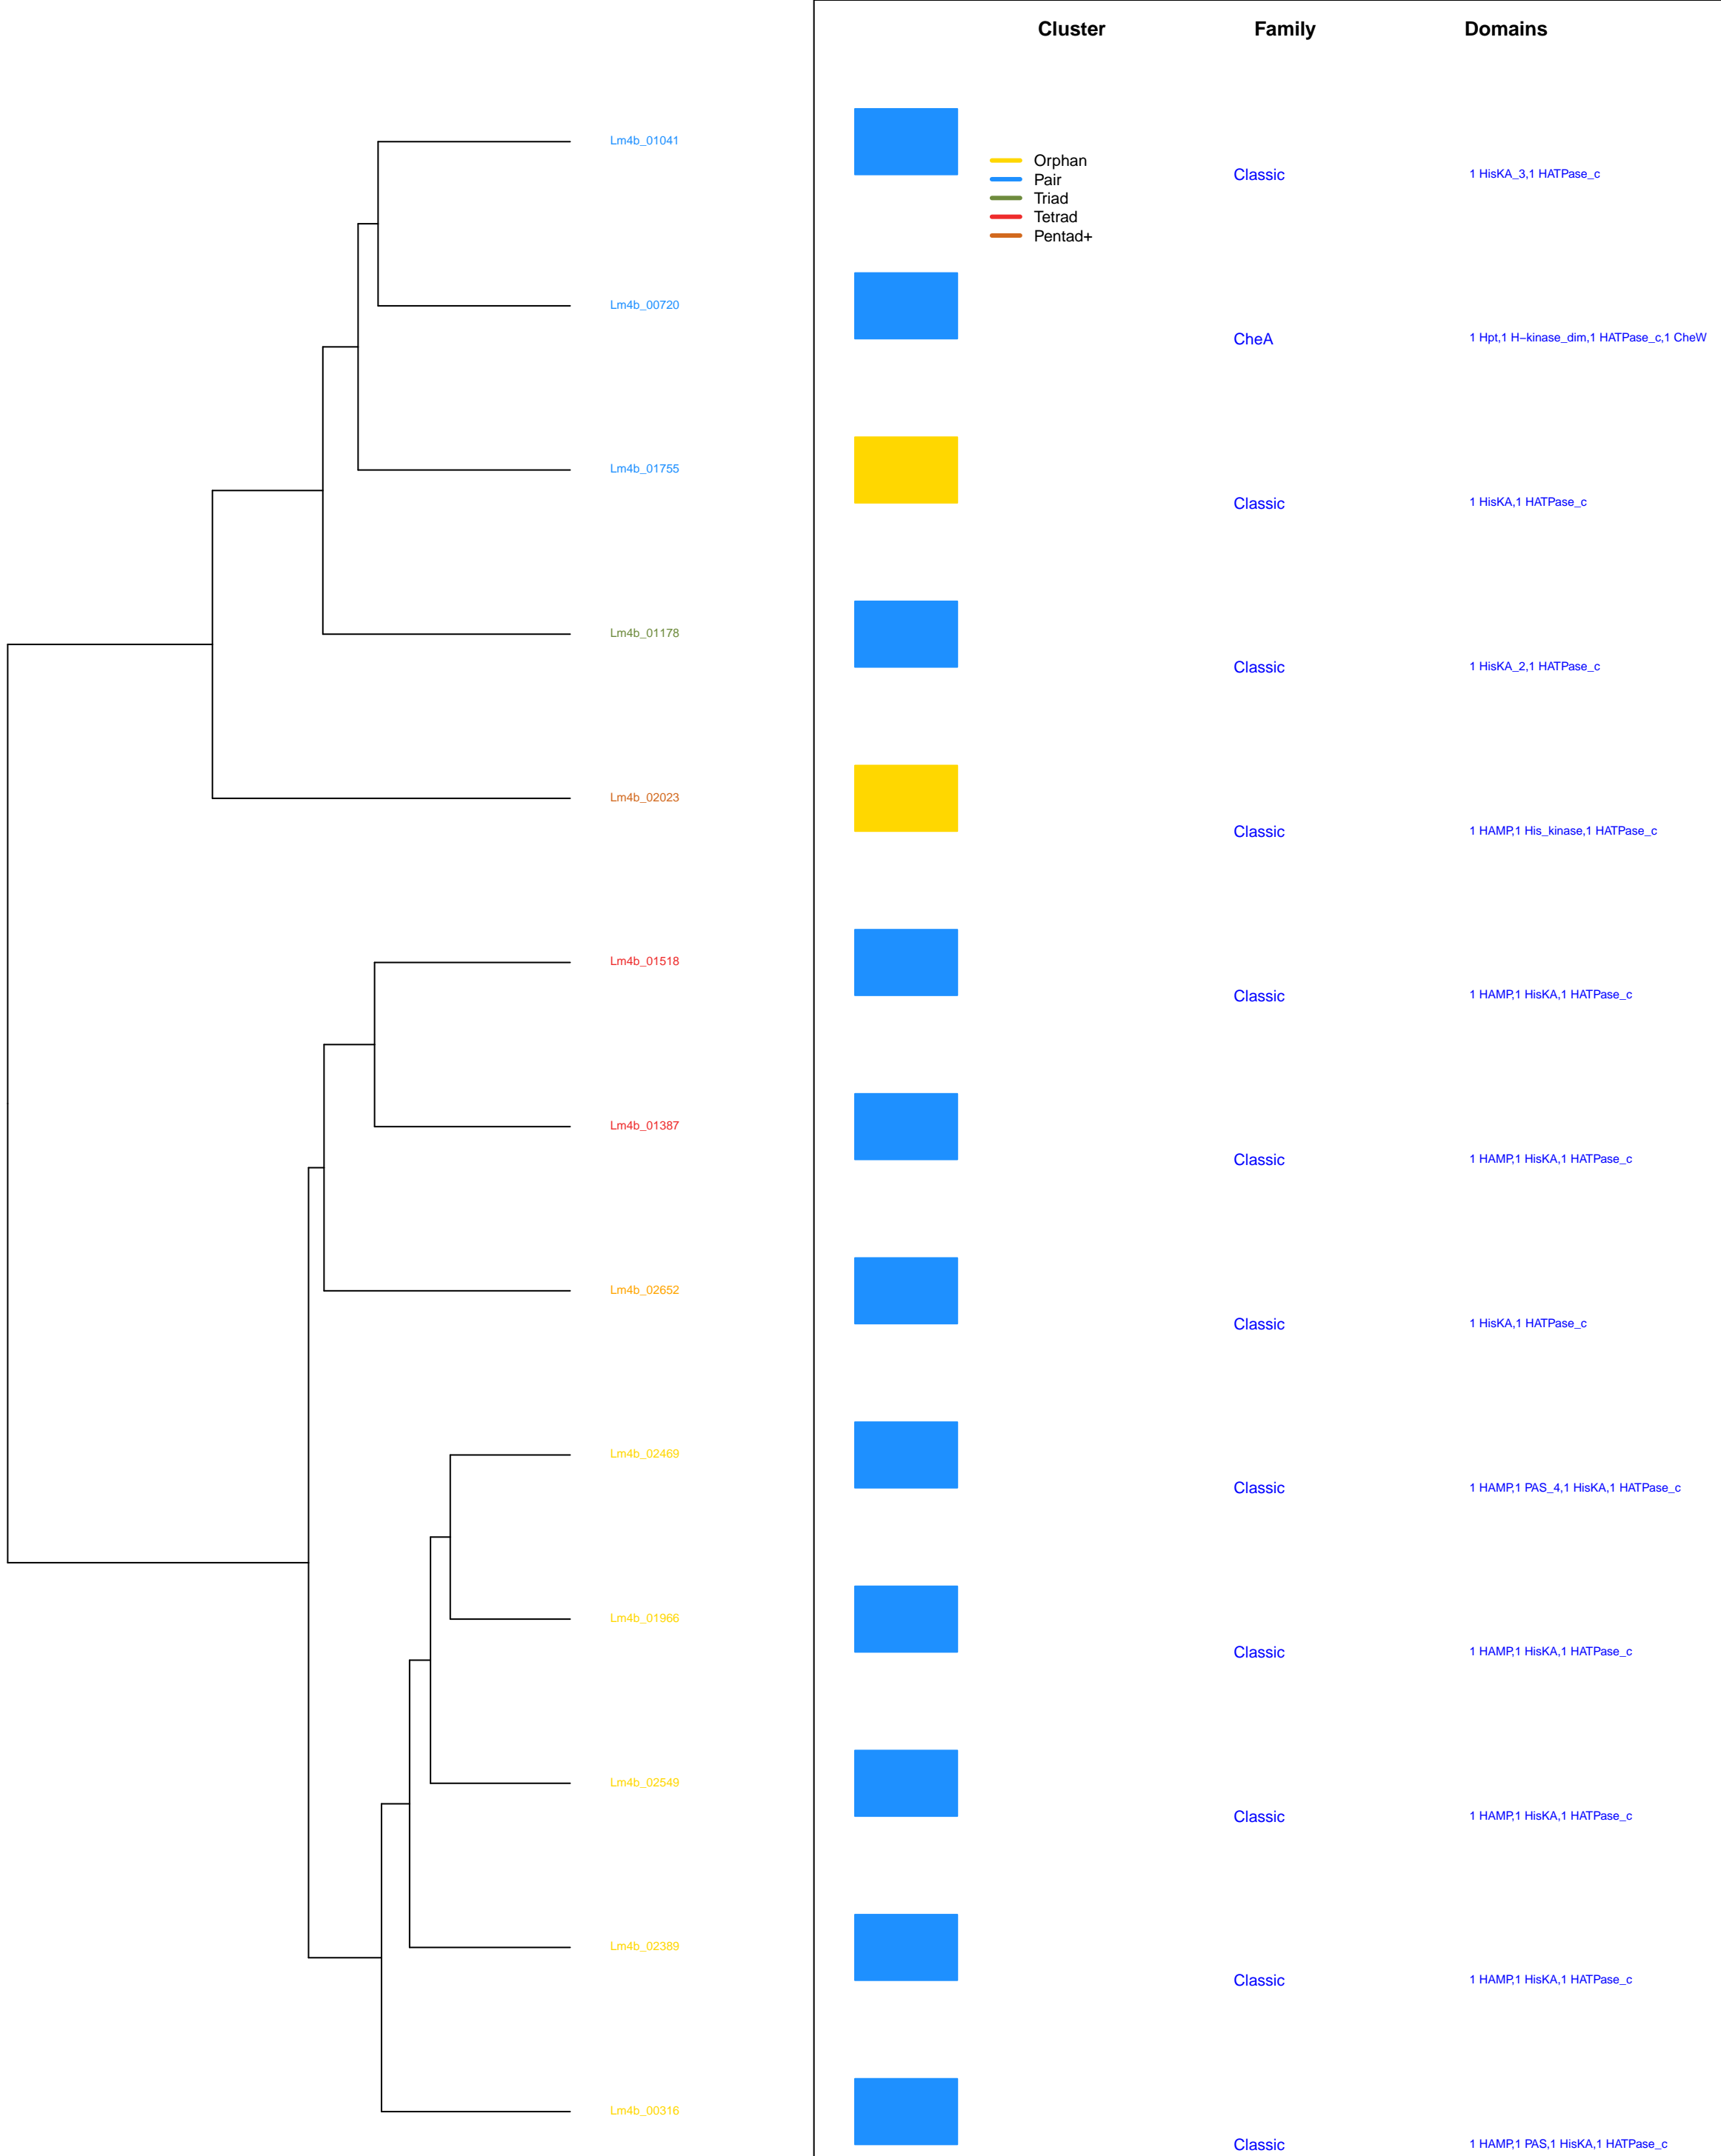 Cluster Family Domains
Lm4b_01041
Orphan
Pair
Triad
Tetrad
Pentad+
Classic 1 HisKA_3,1 HATPase_c
Lm4b_00720
CheA 1 Hpt,1 H−kinase_dim,1 HATPase_c,1 CheW
Lm4b_01755
Classic 1 HisKA,1 HATPase_c
Lm4b_01178
Classic 1 HisKA_2,1 HATPase_c
Lm4b_02023
Classic 1 HAMP,1 His_kinase,1 HATPase_c
Lm4b_01518
Classic 1 HAMP,1 HisKA,1 HATPase_c
Lm4b_01387
Classic 1 HAMP,1 HisKA,1 HATPase_c
Lm4b_02652
Classic 1 HisKA,1 HATPase_c
Lm4b_02469
Classic 1 HAMP,1 PAS_4,1 HisKA,1 HATPase_c
Lm4b_01966
Classic 1 HAMP,1 HisKA,1 HATPase_c
Lm4b_02549
Classic 1 HAMP,1 HisKA,1 HATPase_c
Lm4b_02389
Classic 1 HAMP,1 HisKA,1 HATPase_c
Lm4b_00316
Classic 1 HAMP,1 PAS,1 HisKA,1 HATPase_c